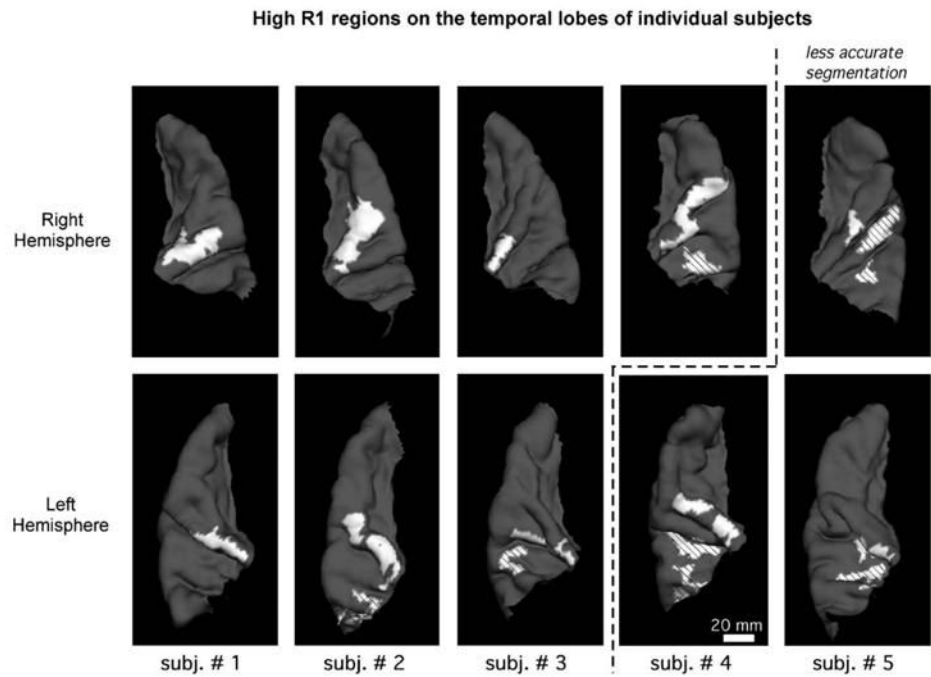 High R1 regions on the temporal lobes of individual subjects
less accurate
segmentation
Right
Hemisphere
Left
Hemisphere
20 mm
subj. # 1
subj. # 2
subj. # 3
subj. # 4
subj. # 5